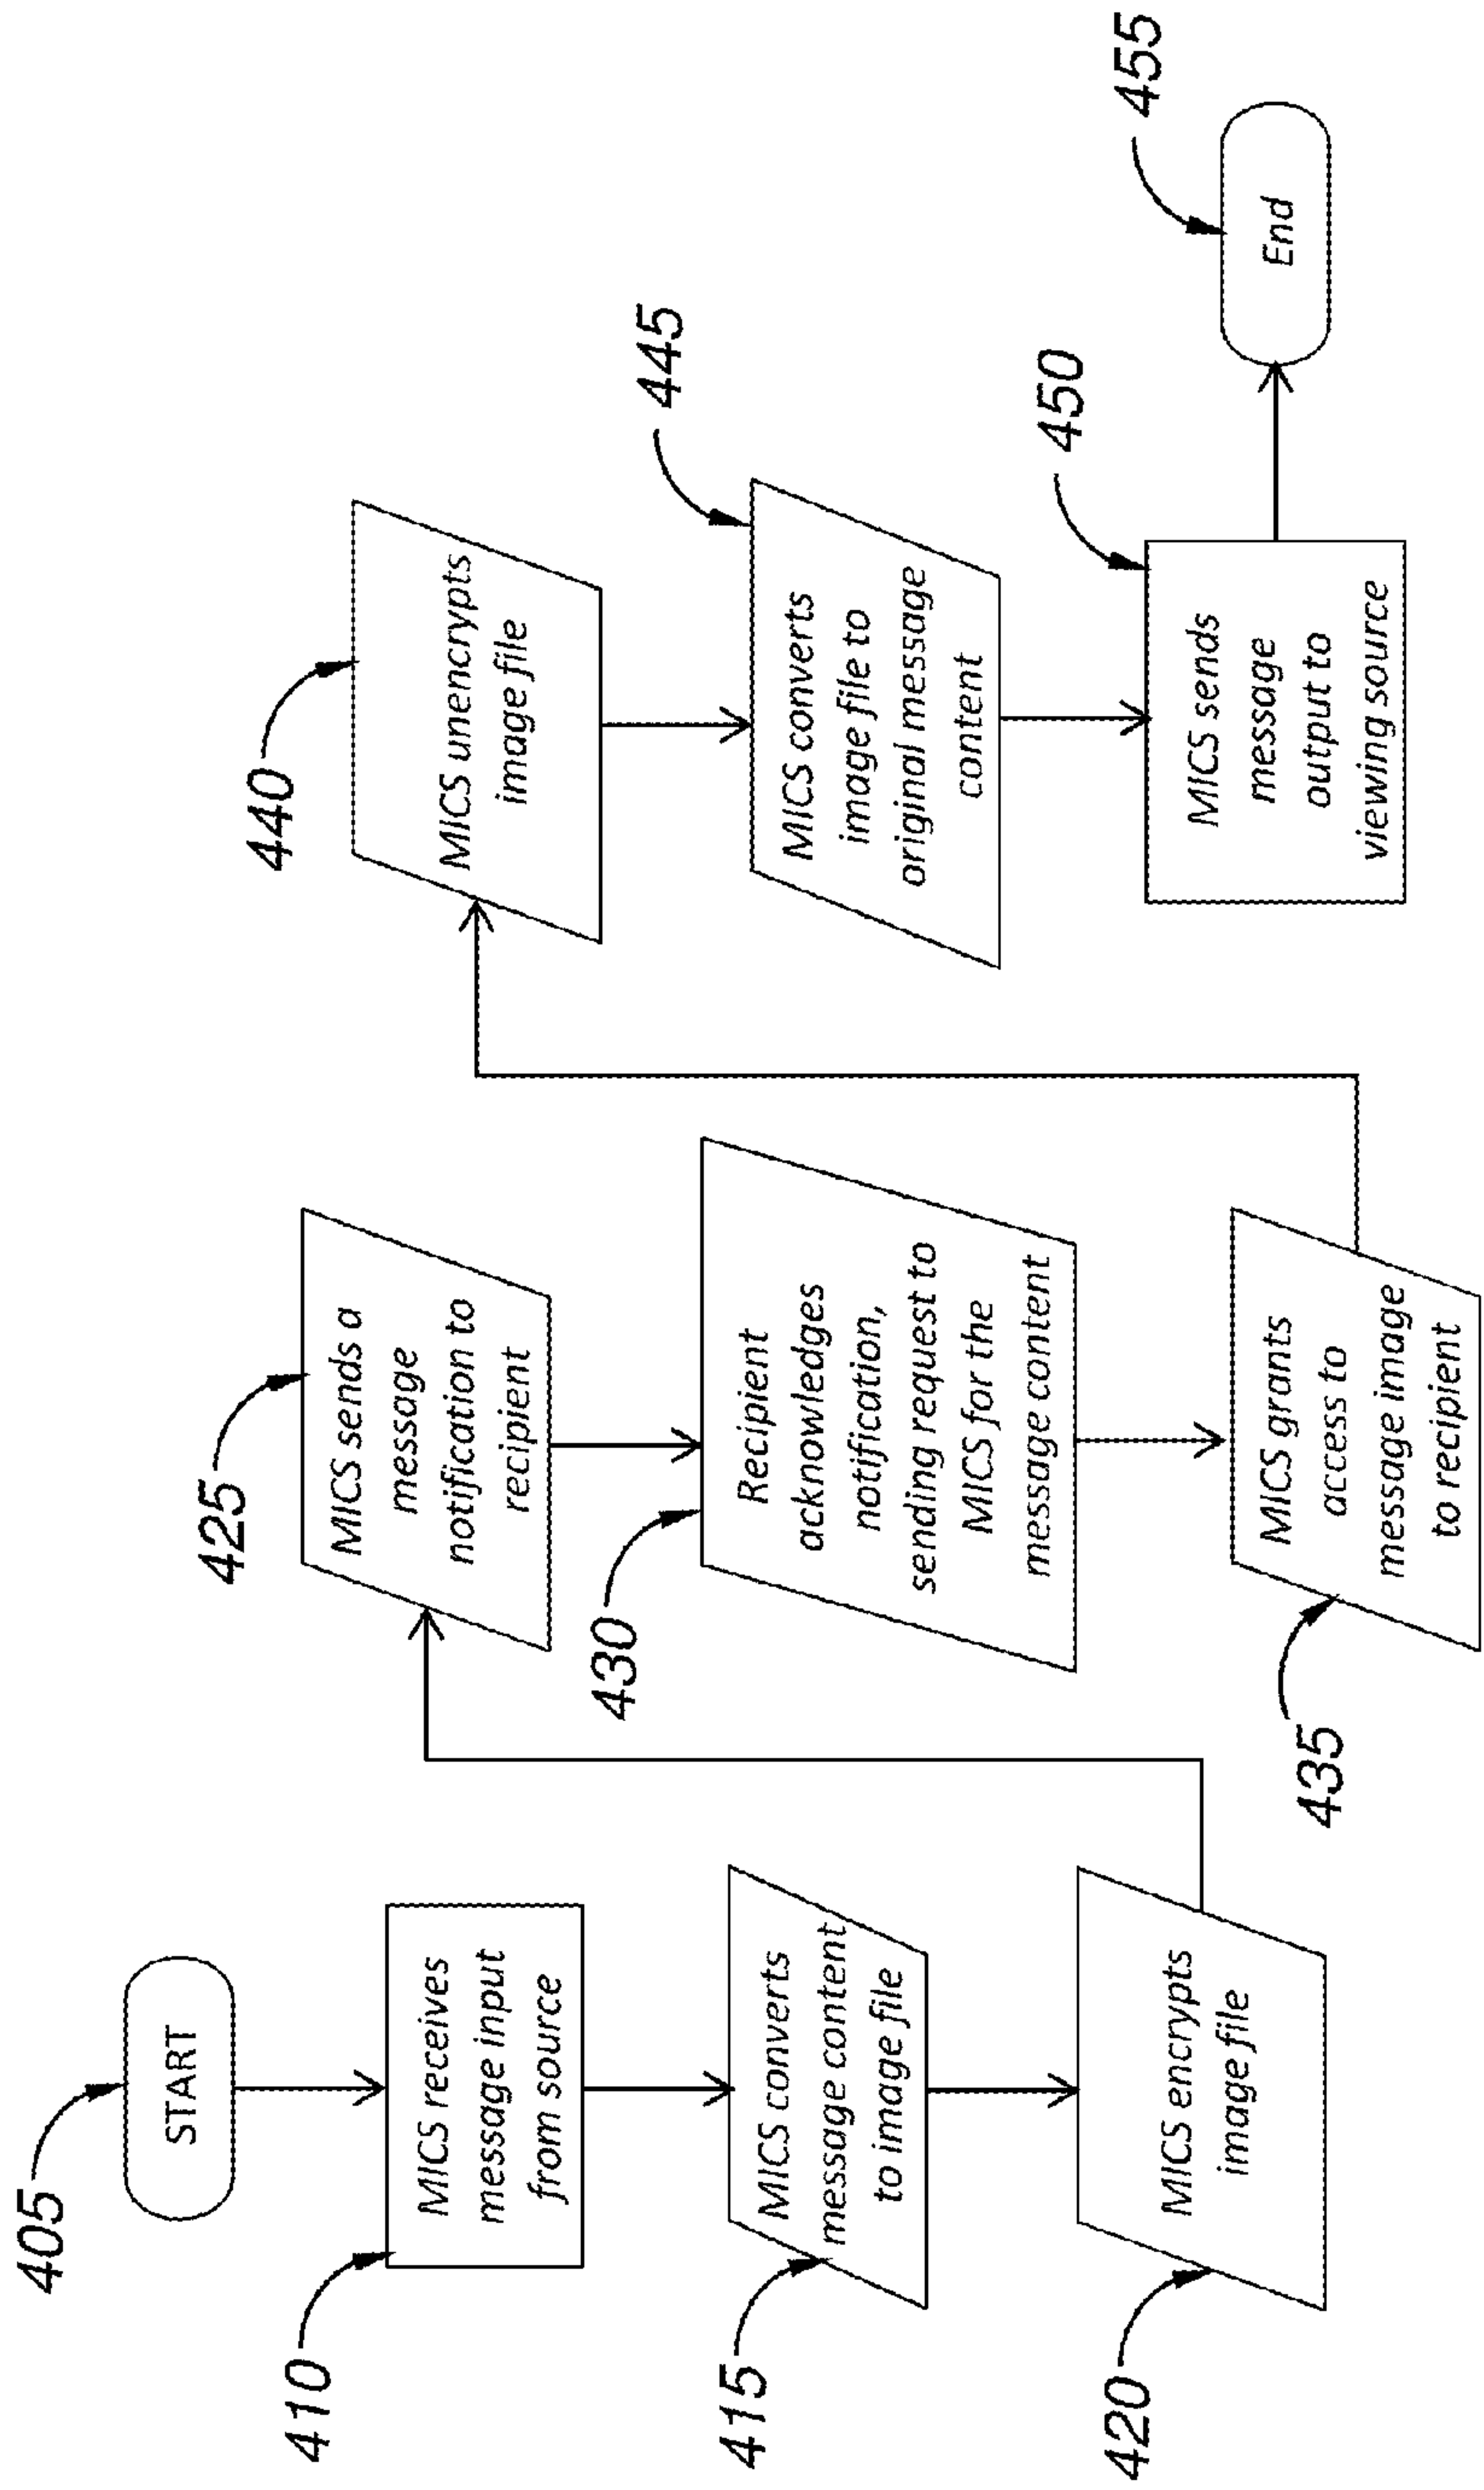 405
START
410
MICS receives
message input
from source
415
MICS converts
message content
to image file
420
MICS encrypts
image file
425
MICS sends a
message
notification to
recipient
430
Recipient
acknowledges
notification,
sending request to
MICS for the
message content
435
MICS grants
access to
message image
to recipient
440
MICS unencrypts
image file
445
MICS converts
image file to
original message
content
450
MICS sends
message
output to
viewing source
455
End